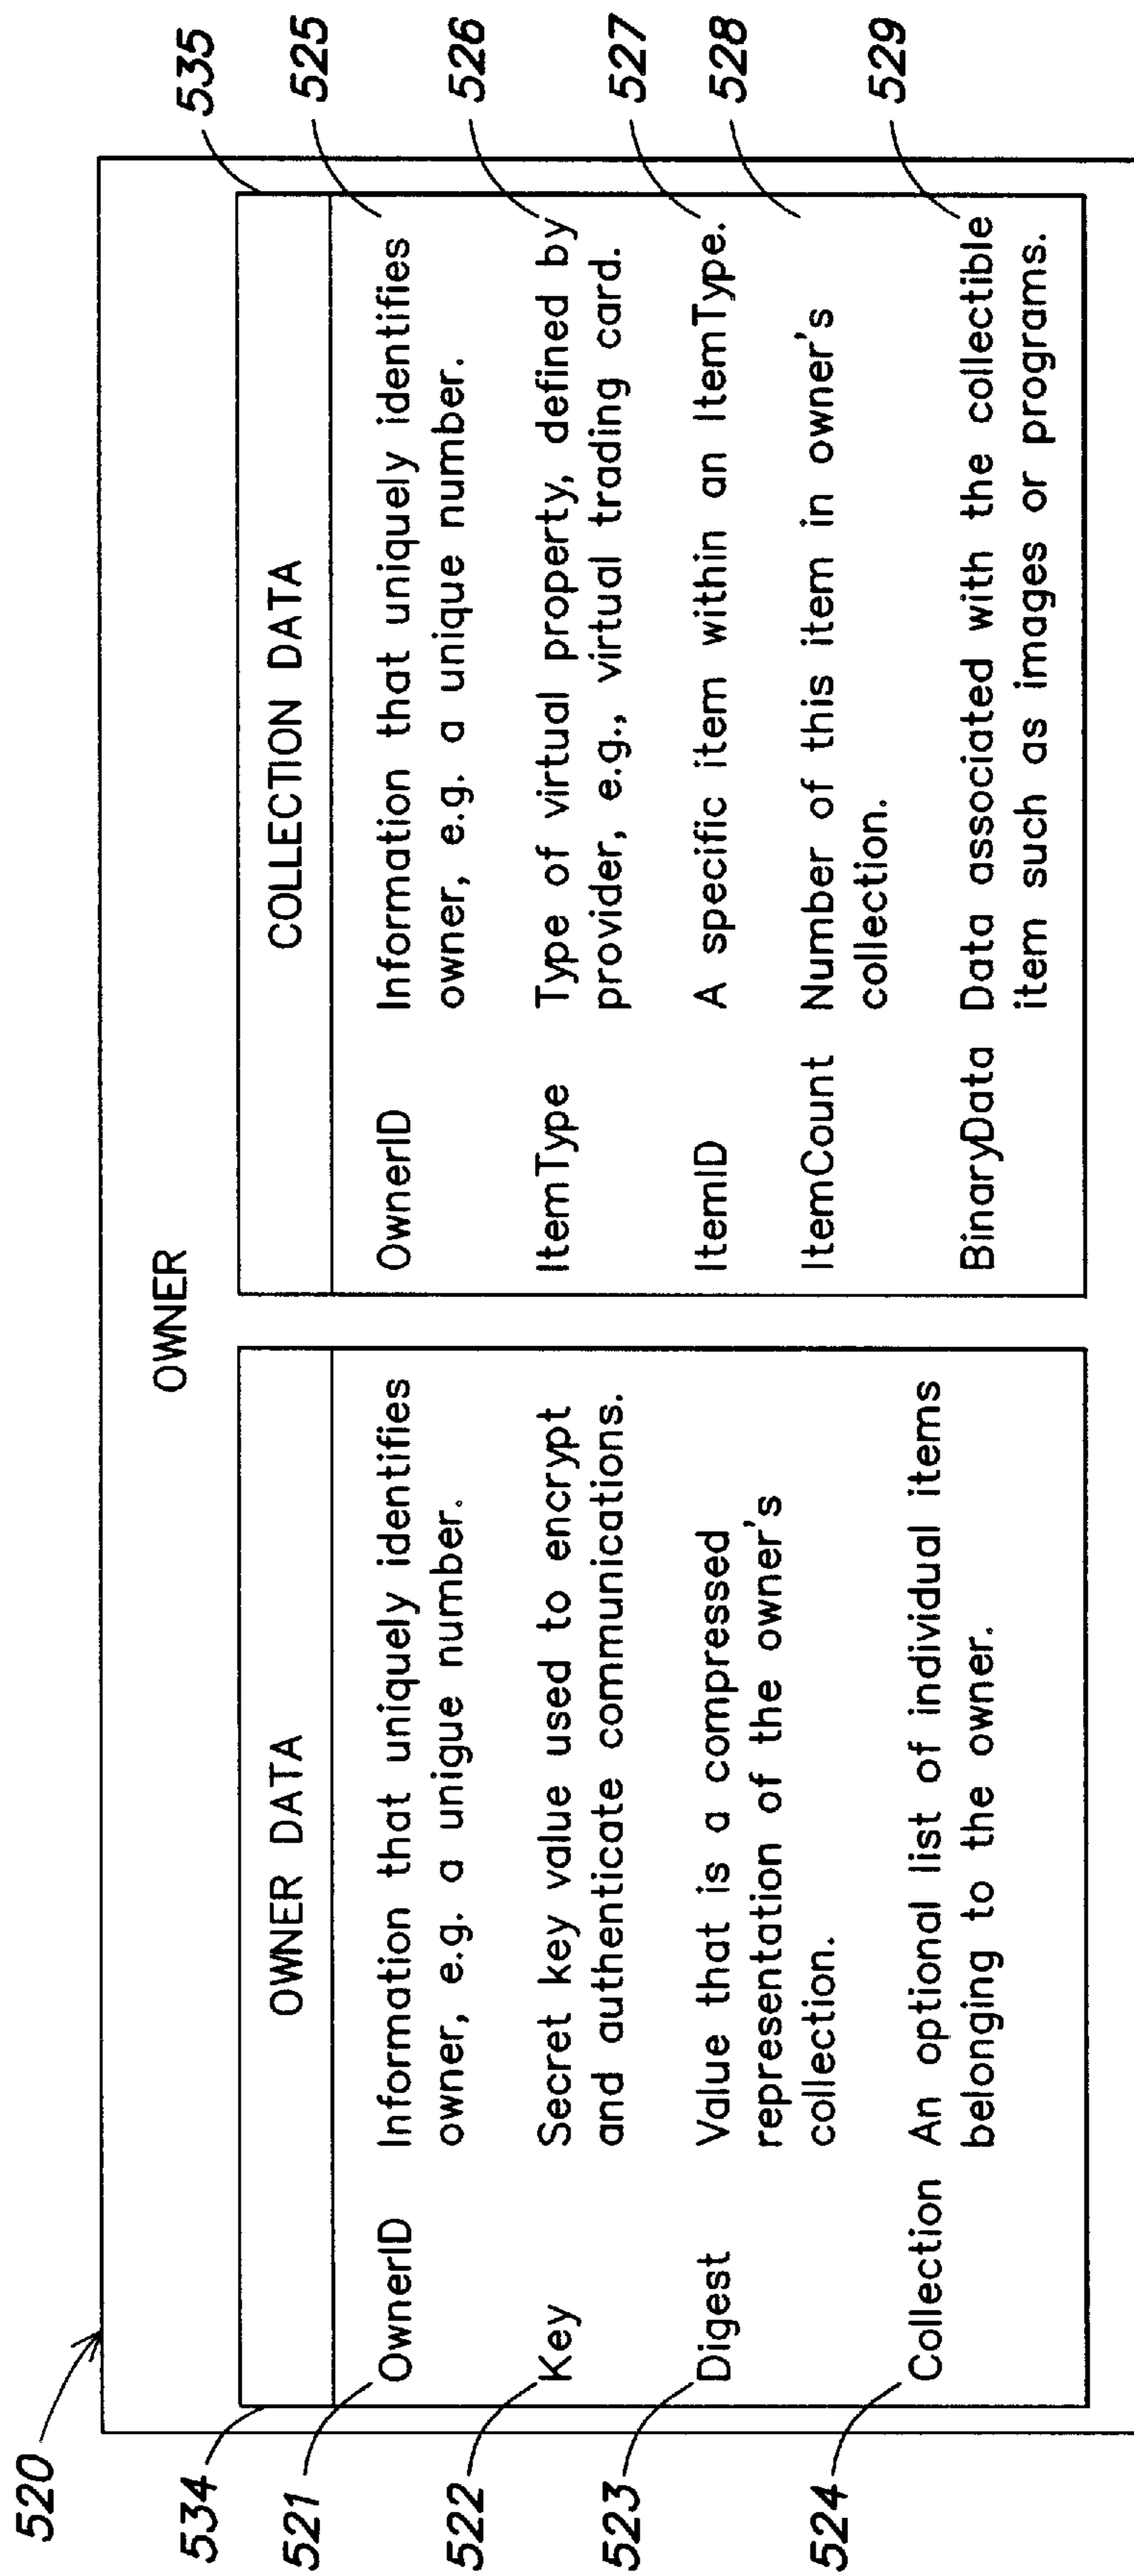 520
OWNER
534
OWNER DATA
521
OwnerID Information that uniquely identifies
owner, e.g. a unigue number.
522
Key Secret key value used to encrypt
and authenticate communications.
523
Digest Value that is a compressed
representation of the owner's
collection.
524
Collection An optional list of individual items
belonging to the owner.
535
COLLECTION DATA
525
OwnerID Information that uniquely identifies
owner, e.g. a unique number.
526
ItemType Type of virtual property, defined by
provider, e.g., virtual trading card.
527
ItemID A specific item within an ItemType.
528
ItemCount Number of this item in owner's
collection.
529
BinaryData Data associated with the collectible
item such as images or programs.